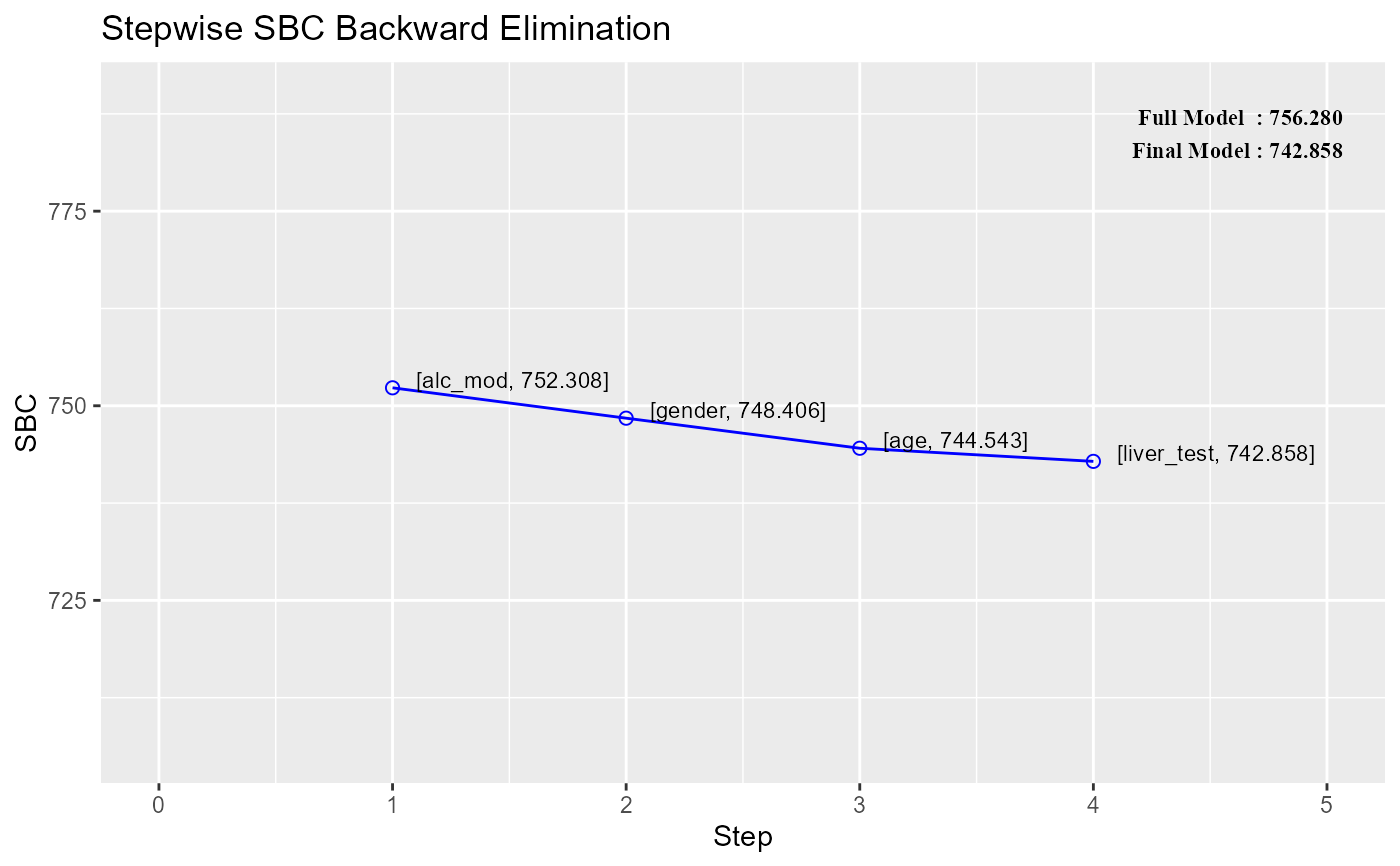 Stepwise SBC Backward Elimination
Full Model : 756.280
Final Model : 742.858
775
[alc_mod, 752.308]
750
[gender, 748.406]
[age, 744.543]
[liver_test, 742.858]
SBC
725
0 1 2 3 4 5
Step